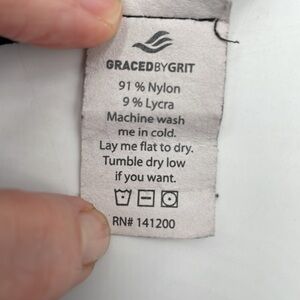 GRACEDBYGRIT
91 % Nylon
9 % Lycra
Machine wash
me in cold.
Lay me flat to dry.
Tumble dry low
if you want.
RN# 141200